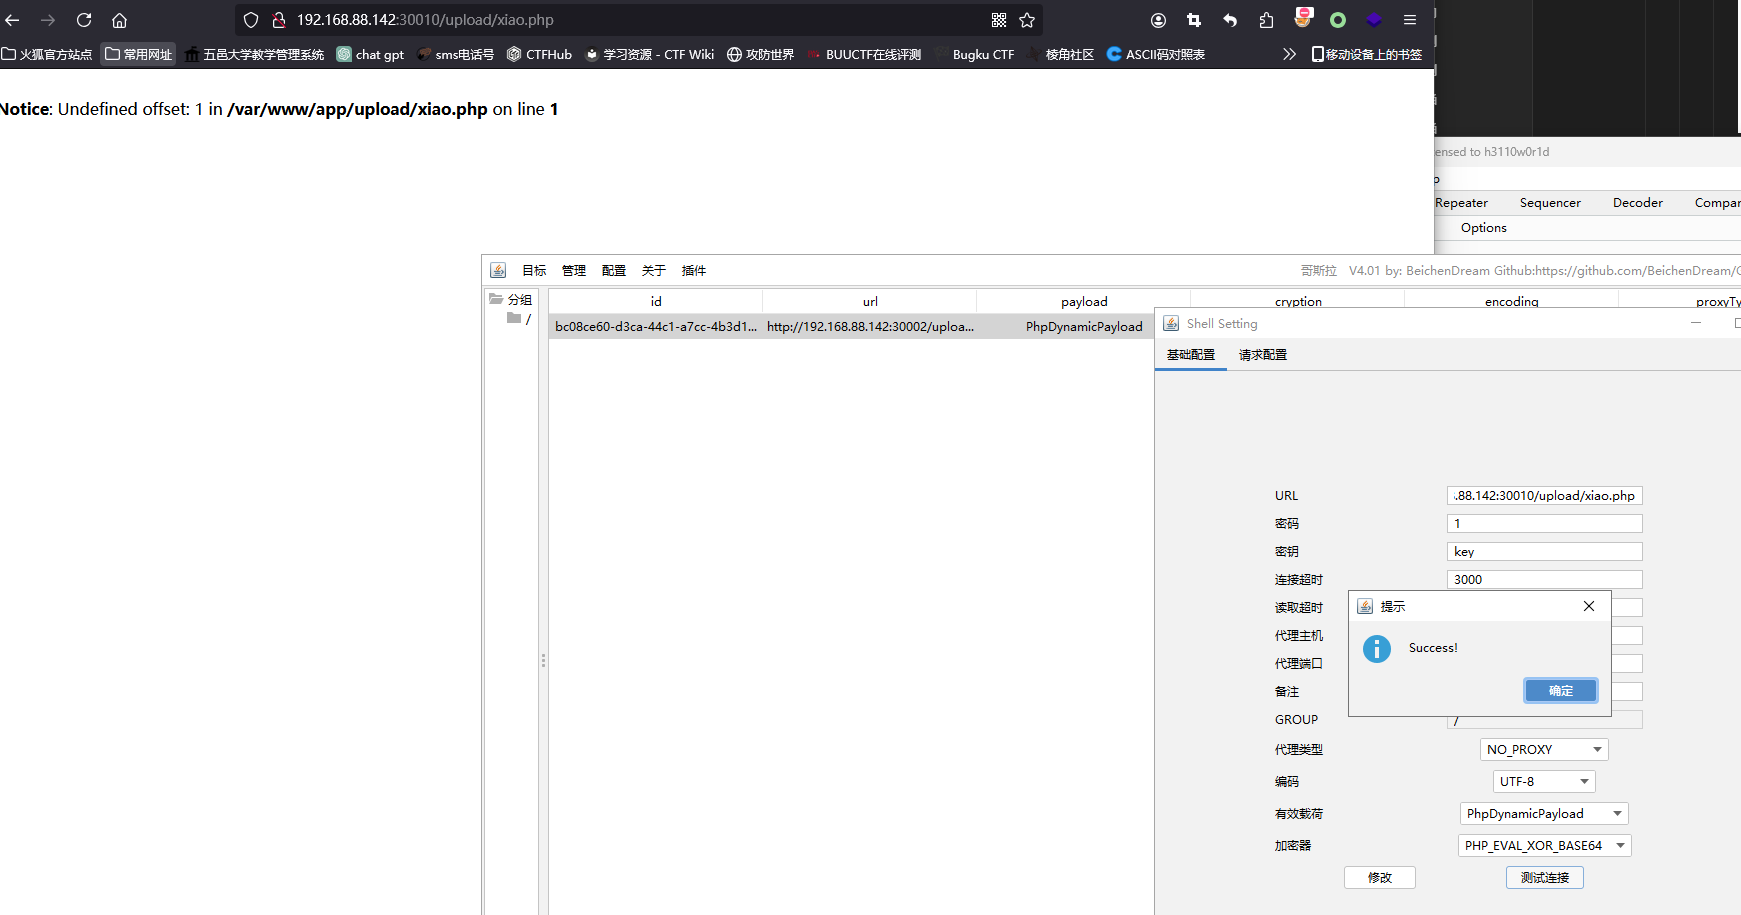 192.168.88.142:30010/upload/xiao.php
火狐官方站点 常用网址 五邑大学教学管理系统 chat gpt sms电话号 CTFHub 学习资源 - CTF Wiki 攻防世界 BUUCTF在线评测 Bugku CTF 棱角社区 ASCII码对照表 移动设备上的书签
Notice: Undefined offset: 1 in /var/www/app/upload/xiao.php on line 1
ensed to h3110w0r1d
p
Repeater Sequencer Decoder Compar
Options
目标 管理 配置 关于 插件 哥斯拉 V4.01 by: BeichenDream Github:https://github.com/BeichenDream/
分组 id url payload cryption encoding proxyTy
/ bc08ce60-d3ca-44c1-a7cc-4b3d1... http://192.168.88.142:30002/uploa... PhpDynamicPayload
Shell Setting
基础配置 请求配置
URL .88.142:30010/upload/xiao.php
密码 1
密钥 key
连接超时 3000
读取超时
提示
代理主机
Success!
代理端口
备注
确定
GROUP /
代理类型 NO_PROXY
编码 UTF-8
有效载荷 PhpDynamicPayload
加密器 PHP_EVAL_XOR_BASE64
修改 测试连接